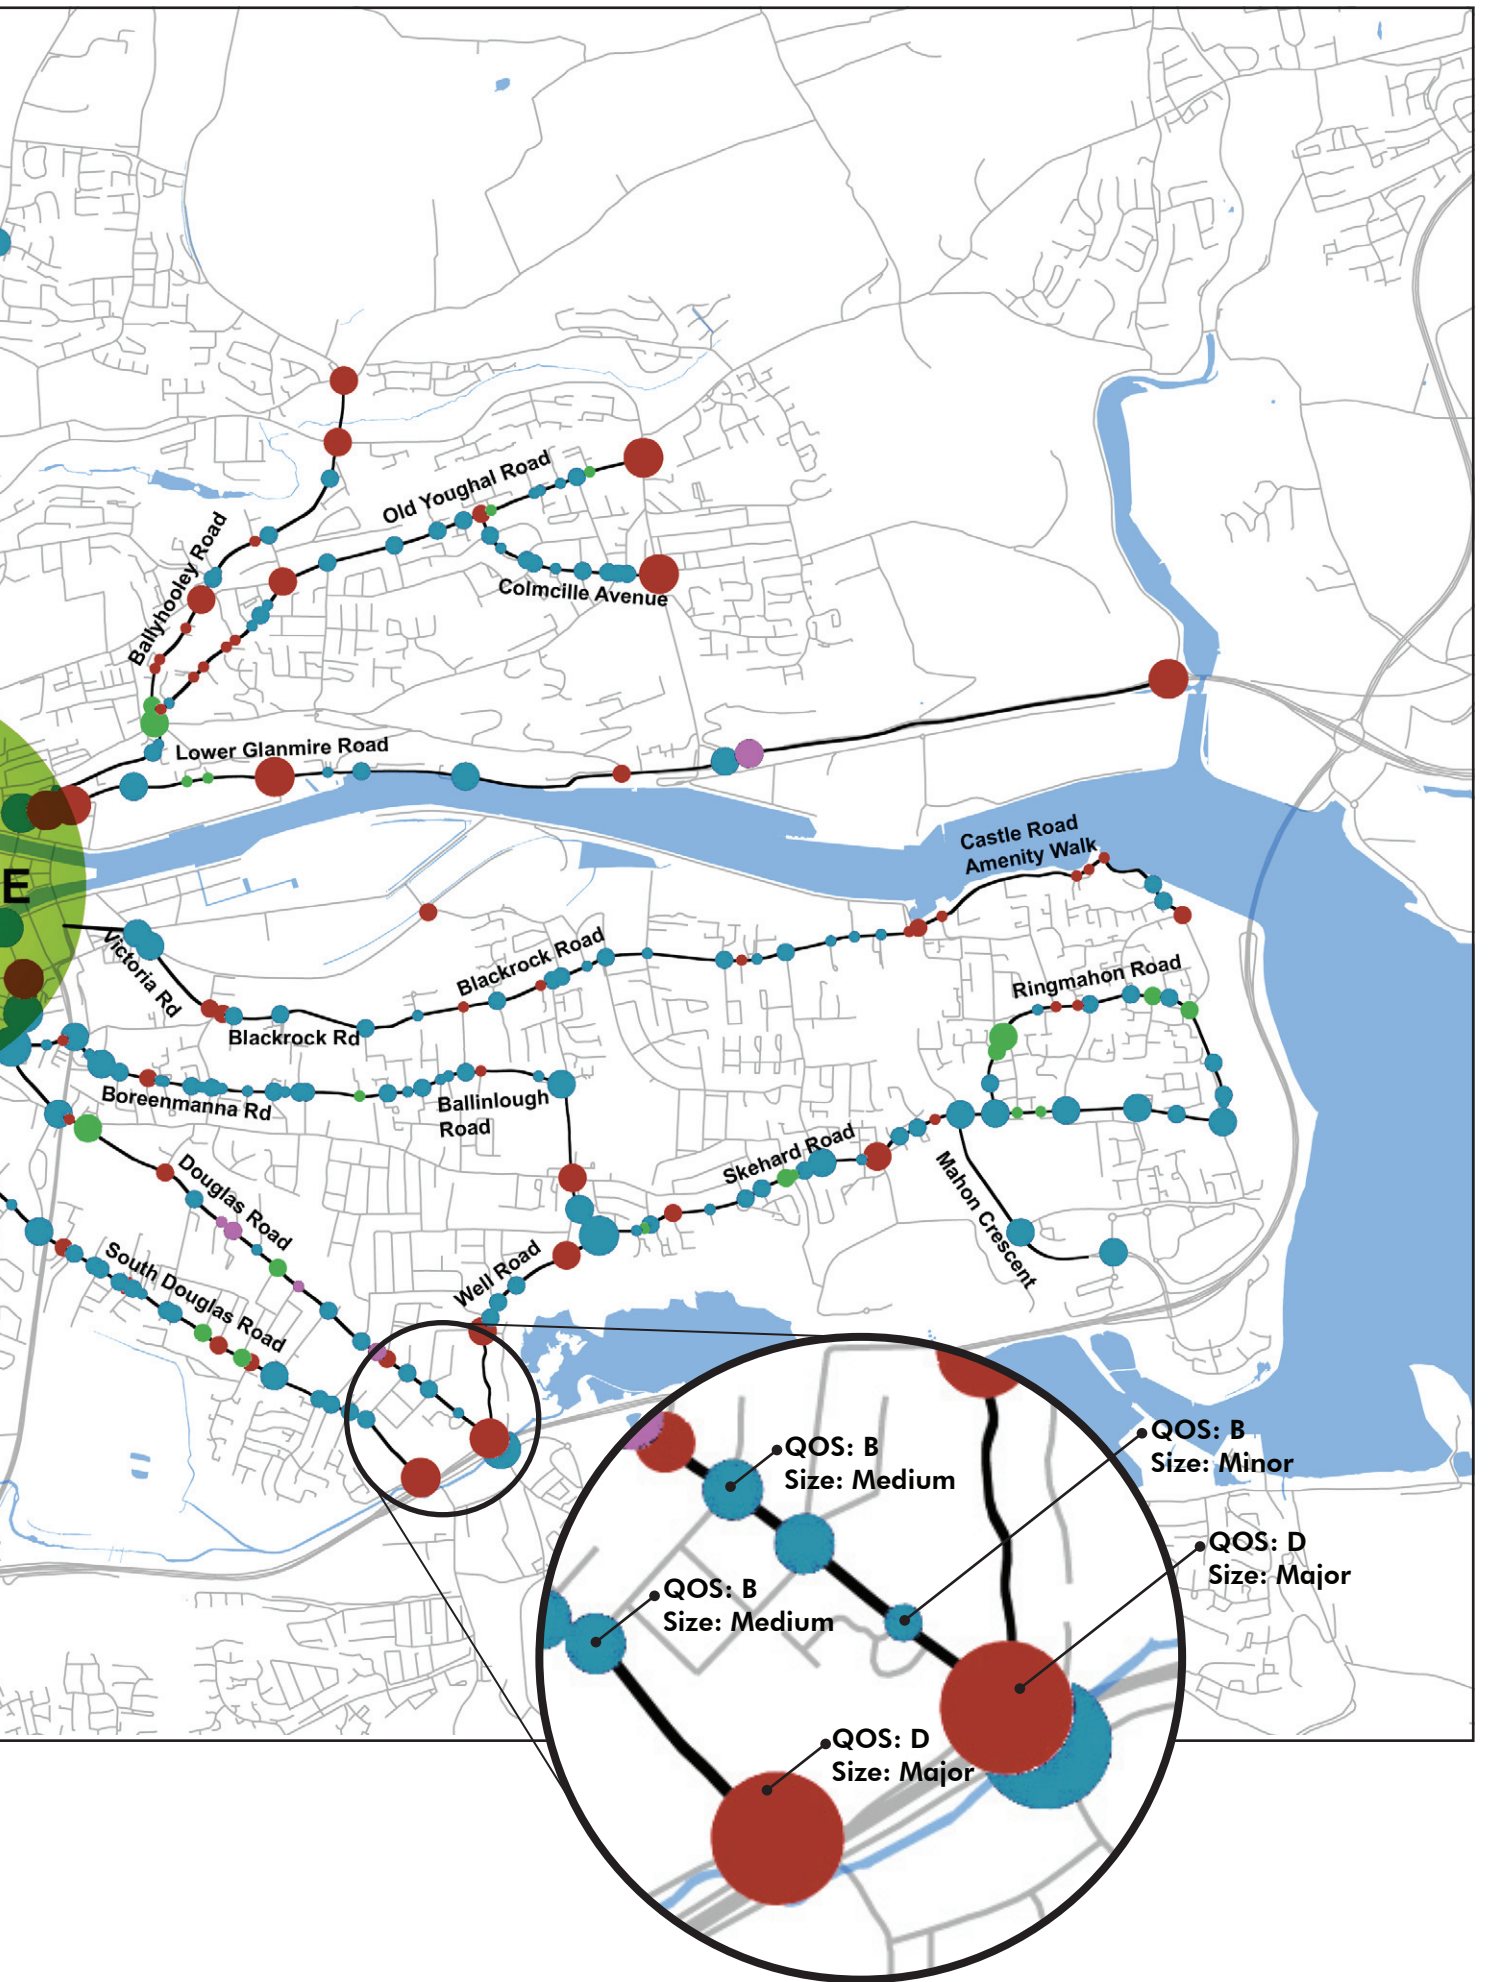 Old Youghal Road
Ballyhooley Road
Colmcille Avenue
Lower Glanmire Road
Castle Road
Amenity Walk
E
Victoria Rd
Blackrock Road
Ringmahon Road
Blackrock Rd
Boreenmanna Rd
Ballinlough
Road
Skehard Road
Douglas Road
Mahon Crescent
South Douglas Road
Well Road
QOS: B
Size: Medium
QOS: B
Size: Minor
QOS: D
Size: Major
QOS: B
Size: Medium
QOS: D
Size: Major